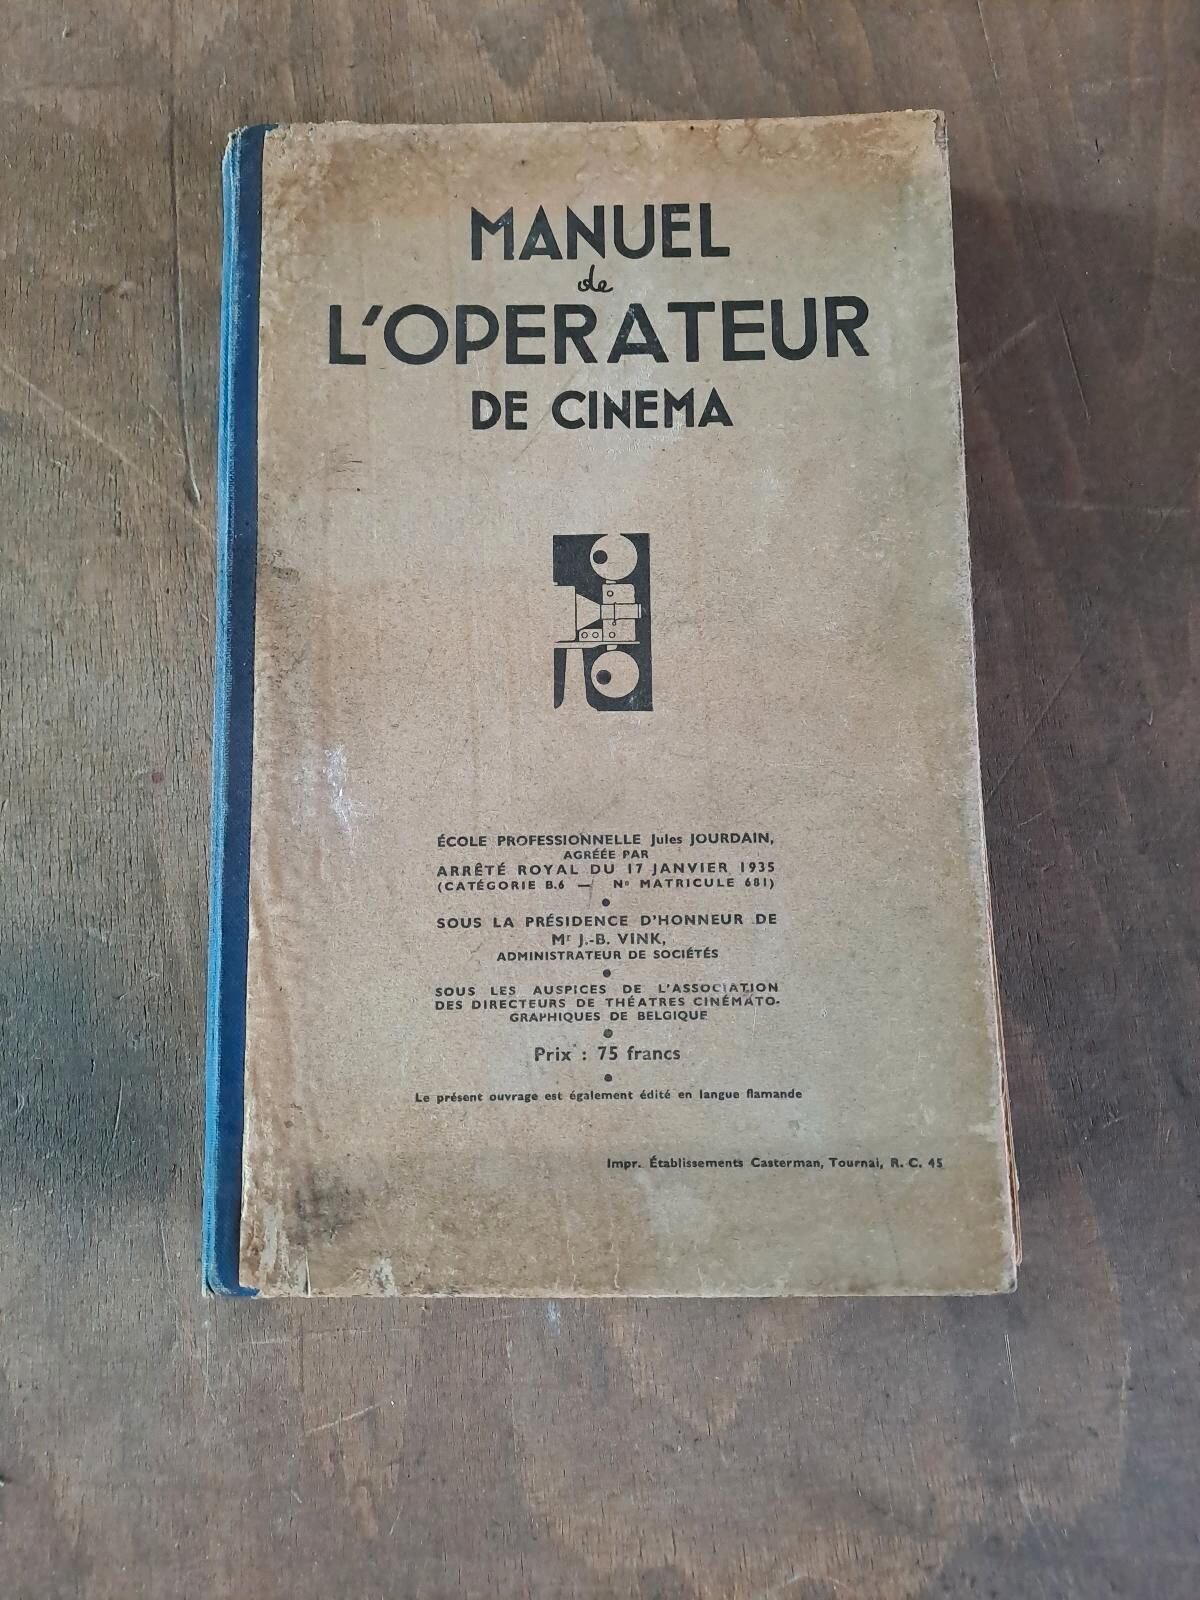 MANUEL
de
L'OPERATEUR
DE CINEMA
ÉCOLE PROFESSIONNELLE Jules JOURDAIN,
AGRÉÉE PAR
ARRÊTÉ ROYAL DU 17 JANVIER 1935
(CATÉGORIE B.6 — No MATRICULE 681)
SOUS LA PRÉSIDENCE D'HONNEUR DE
Mr J.-B. VINK,
ADMINISTRATEUR DE SOCIÉTÉS
SOUS LES AUSPICES DE L'ASSOCIATION
DES DIRECTEURS DE THÉATRES CINÉMATO-
GRAPHIQUES DE BELGIQUE
Prix : 75 francs
Le présent ouvrage est également édité en langue flamande
Impr. Établissements Casterman, Tournai, R. C. 45